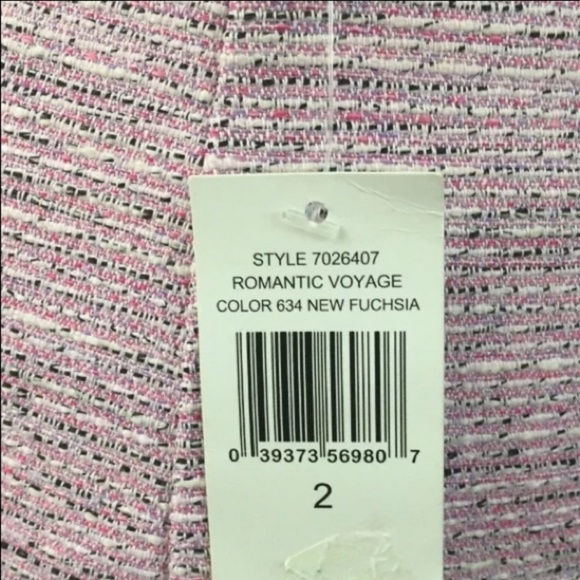 STYLE 7026407
ROMANTIC VOYAGE
COLOR 634 NEW FUCHSIA
0 39373 56980 7
2